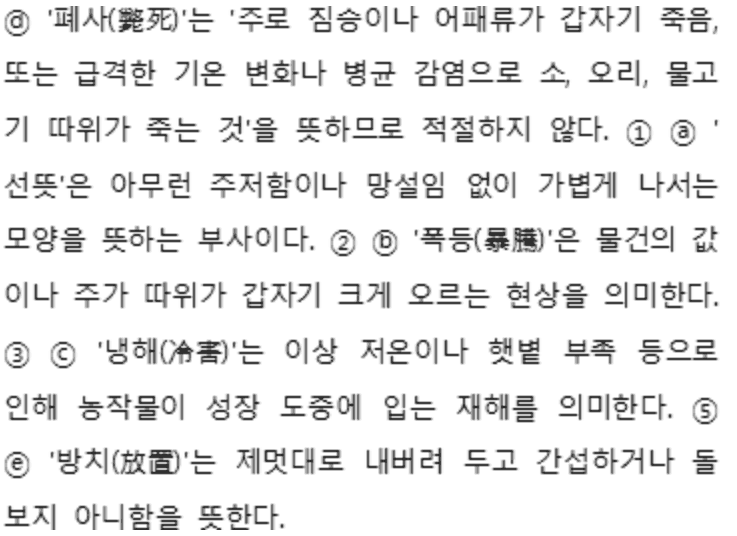 ⓓ '폐사(斃死)'는 '주로 짐승이나 어패류가 갑자기 죽음,
또는 급격한 기온 변화나 병균 감염으로 소, 오리, 물고
기 따위가 죽는 것'을 뜻하므로 적절하지 않다. ① ⓐ '
선뜻'은 아무런 주저함이나 망설임 없이 가볍게 나서는
모양을 뜻하는 부사이다. ② ⓑ '폭등(暴騰)'은 물건의 값
이나 주가 따위가 갑자기 크게 오르는 현상을 의미한다.
③ ⓒ '냉해(冷害)'는 이상 저온이나 햇볕 부족 등으로
인해 농작물이 성장 도중에 입는 재해를 의미한다. ⑤
ⓔ '방치(放置)'는 제멋대로 내버려 두고 간섭하거나 돌
보지 아니함을 뜻한다.